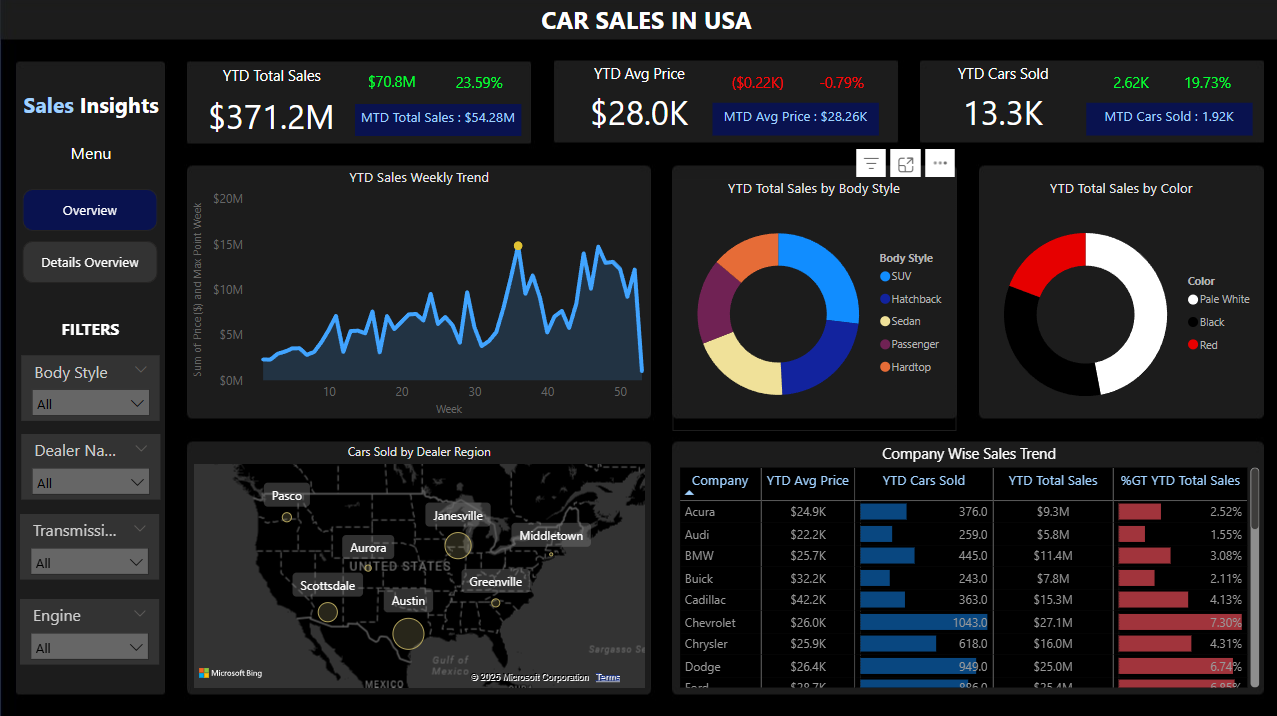 CAR SALES IN USA
Sales Insights
Menu
Overview
Details Overview
FILTERS
Body Style
All
Dealer Na...
All
Transmissi...
All
Engine
All
YTD Total Sales
$70.8M
23.59%
$371.2M
MTD Total Sales : $54.28M
YTD Avg Price
($0.22K)
-0.79%
$28.0K
MTD Avg Price : $28.26K
YTD Cars Sold
2.62K
19.73%
13.3K
MTD Cars Sold : 1.92K
YTD Sales Weekly Trend
Sum of Price ($) and Max Point Week
$20M
$15M
$10M
$5M
$0M
10 20 30 40 50
Week
YTD Total Sales by Body Style
Body Style
SUV
Hatchback
Sedan
Passenger
Hardtop
YTD Total Sales by Color
Color
Pale White
Black
Red
Cars Sold by Dealer Region
Pasco
Janesville
Middletown
Aurora
UNITED STATES
Scottsdale
Greenville
Austin
Gulf of
Mexico
Sargasso Se
MEXICO
Microsoft Bing
© 2025 Microsoft Corporation Terms
Company Wise Sales Trend
Company YTD Avg Price YTD Cars Sold YTD Total Sales %GT YTD Total Sales
Acura $24.9K 376.0 $9.3M 2.52%
Audi $22.2K 259.0 $5.8M 1.55%
BMW $25.7K 445.0 $11.4M 3.08%
Buick $32.2K 243.0 $7.8M 2.11%
Cadillac $42.2K 363.0 $15.3M 4.13%
Chevrolet $26.0K 1043.0 $27.1M 7.30%
Chrysler $25.9K 618.0 $16.0M 4.31%
Dodge $26.4K 949.0 $25.0M 6.74%
Ford $28.7K 886.0 $25.4M 6.85%